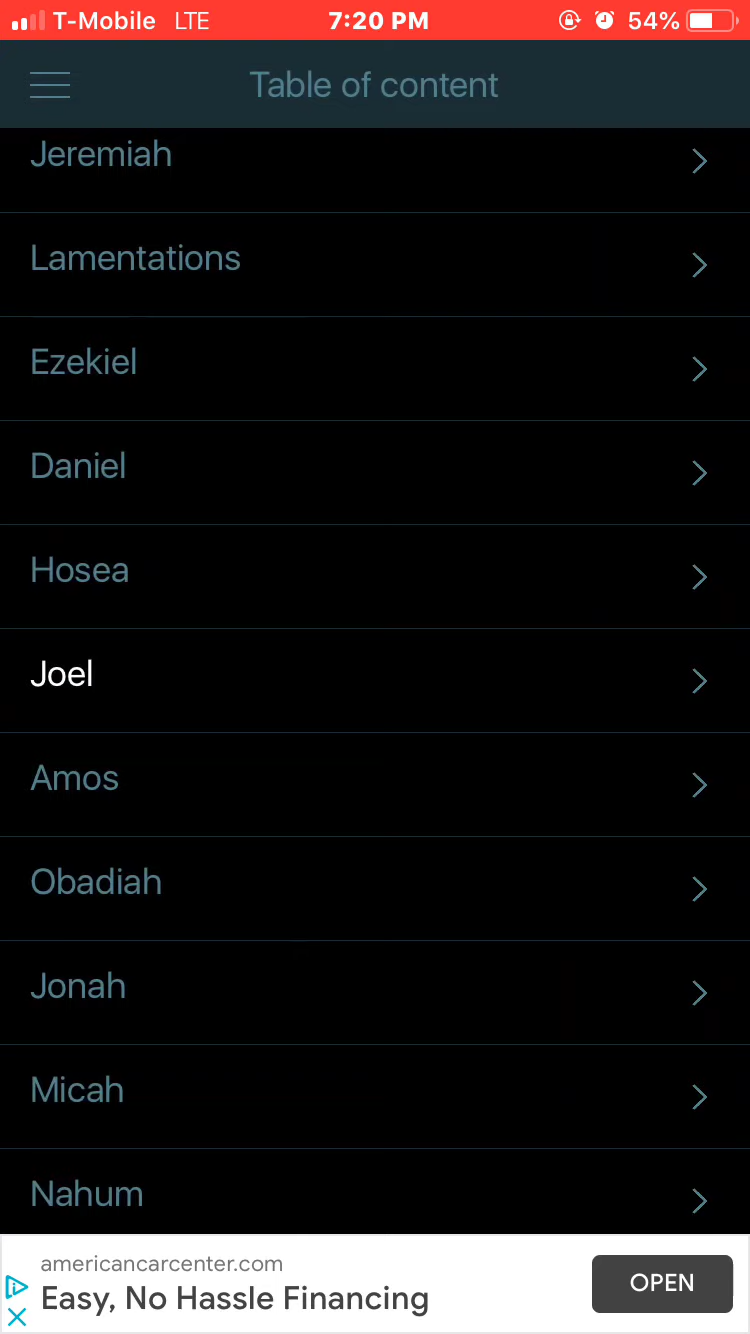 T-Mobile LTE 7:20 PM 54%
Table of content
Jeremiah
Lamentations
Ezekiel
Daniel
Hosea
Joel
Amos
Obadiah
Jonah
Micah
Nahum
americancarcenter.com
Easy, No Hassle Financing
OPEN